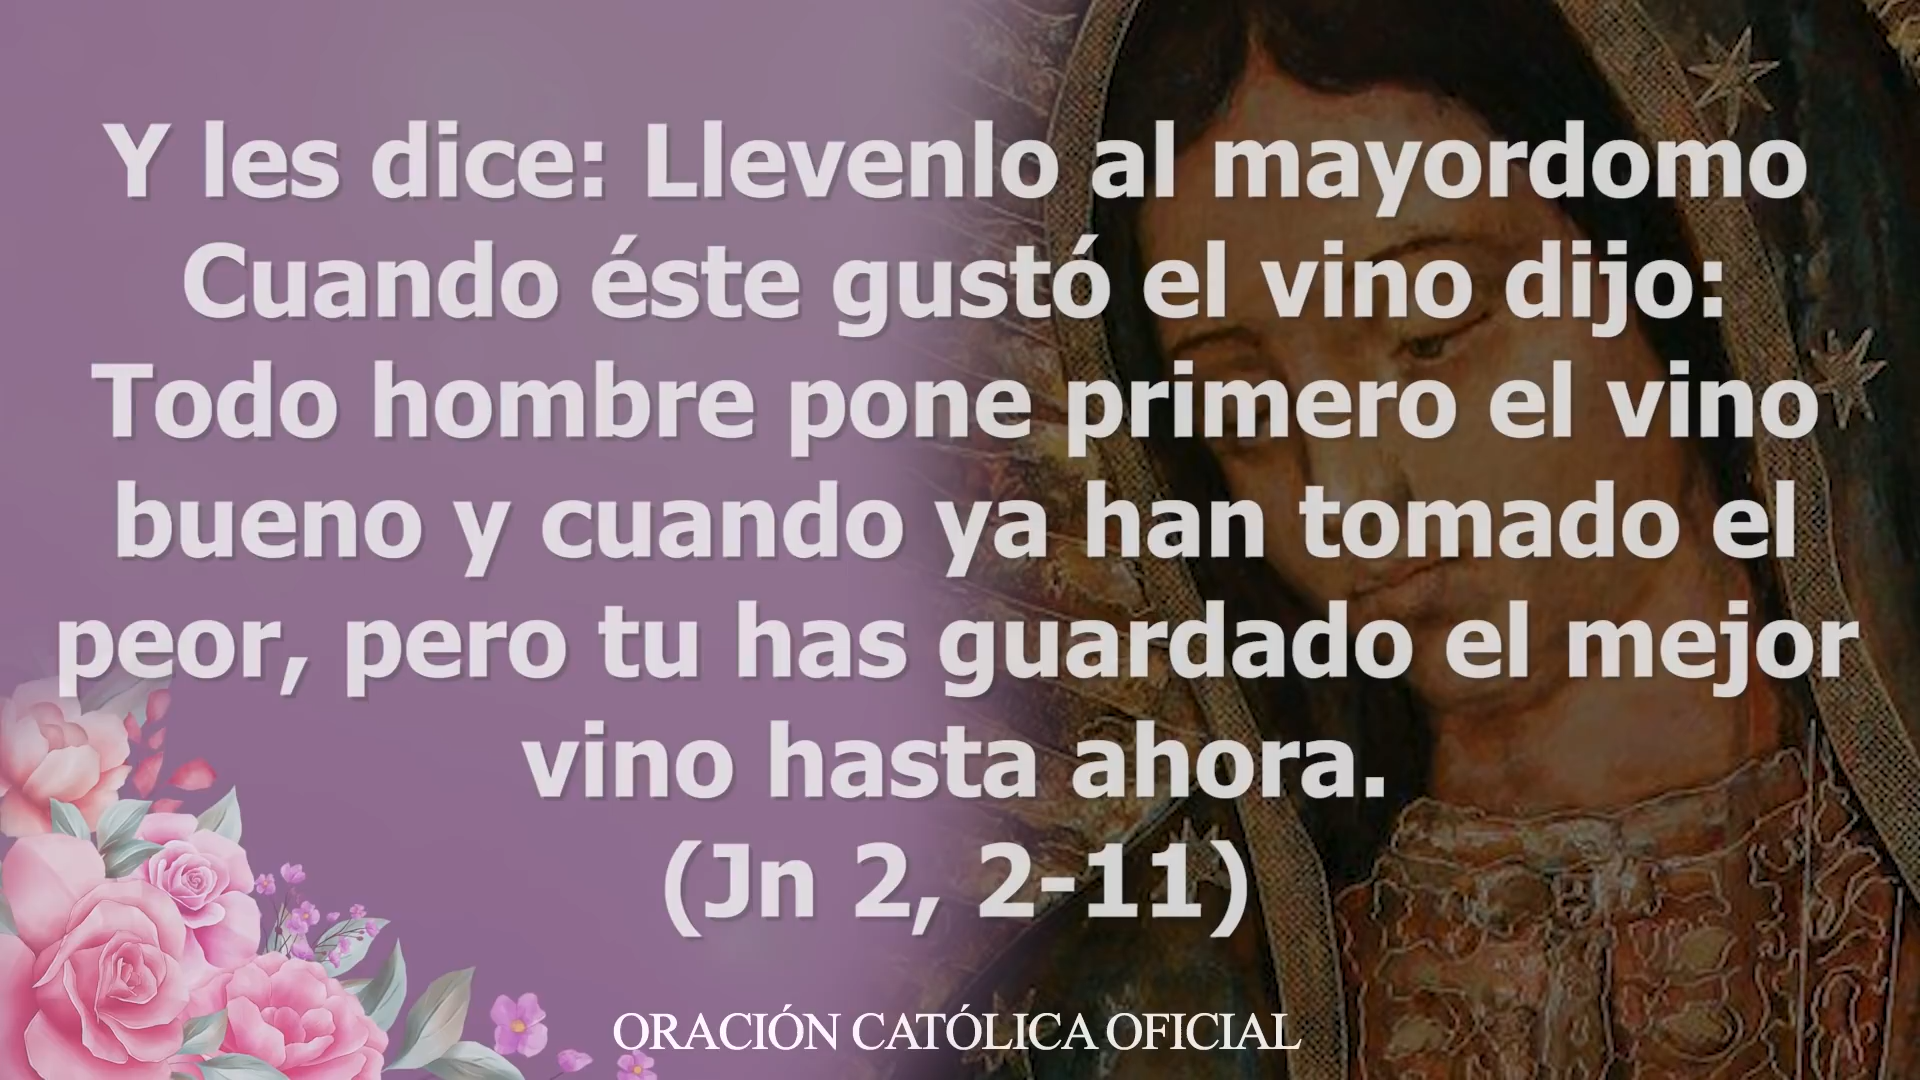 Y les dice: Llevenlo al mayordomo
Cuando éste gustó el vino dijo:
Todo hombre pone primero el vino
bueno y cuando ya han tomado el
peor, pero tu has guardado el mejor
vino hasta ahora.
(Jn 2, 2-11)
ORACIÓN CATÓLICA OFICIAL